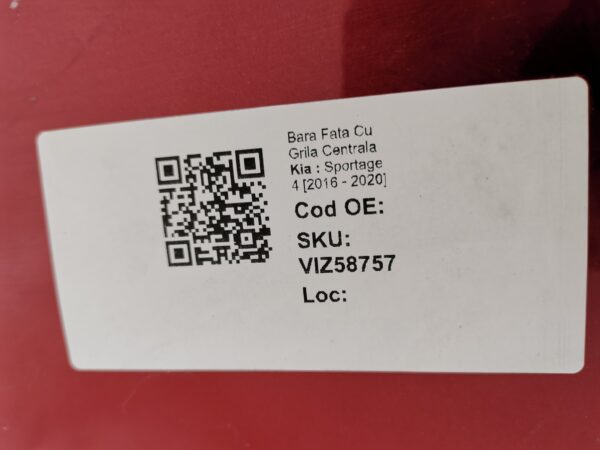 Bara Fata Cu
Grila Centrala
Kia : Sportage
4 [2016 - 2020]
Cod OE:
SKU:
VIZ58757
Loc: